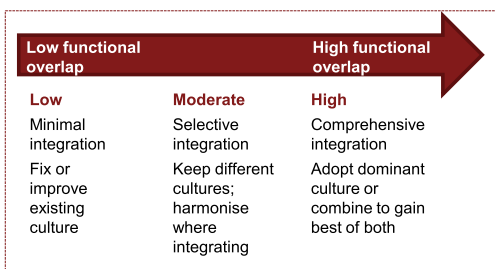 Low functional
overlap
High functional
overlap
Low
Minimal
integration
Fix or
improve
existing
culture
Moderate
Selective
integration
Keep different
cultures;
harmonise
where
integrating
High
Comprehensive
integration
Adopt dominant
culture or
combine to gain
best of both